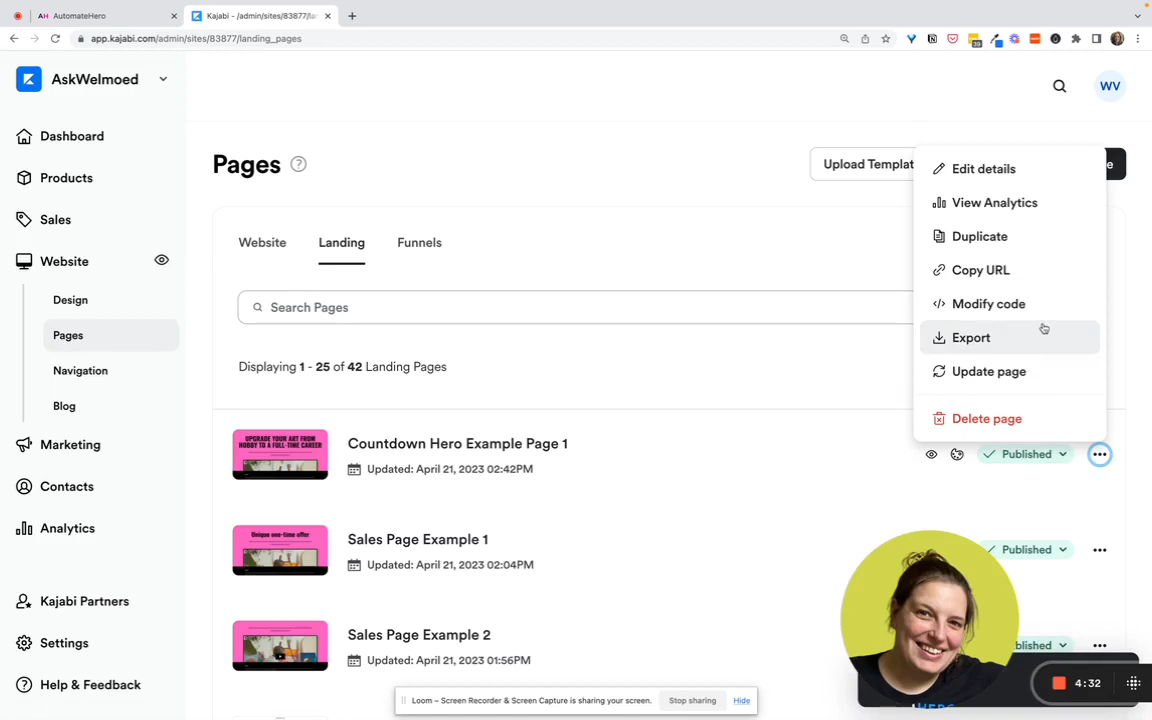 AH AutomateHero
Kajabi - /admin/sites/83877/lan
app.kajabi.com/admin/sites/83877/landing_pages
AskWelmoed
WV
Dashboard
Products
Sales
Website
Design
Pages
Navigation
Blog
Marketing
Contacts
Analytics
Kajabi Partners
Settings
Help & Feedback
Pages
Upload Templat
e
Website
Landing
Funnels
Search Pages
Displaying 1 - 25 of 42 Landing Pages
Edit details
View Analytics
Duplicate
Copy URL
Modify code
Export
Update page
Delete page
UPGRADE YOUR ART FROM
HOBBY TO A FULL-TIME CAREER
Countdown Hero Example Page 1
Updated: April 21, 2023 02:42PM
Published
Unique one-time offer
Sales Page Example 1
Updated: April 21, 2023 02:04PM
Published
Sales Page Example 2
Updated: April 21, 2023 01:56PM
blished
Loom – Screen Recorder & Screen Capture is sharing your screen.
Stop sharing
Hide
4:32